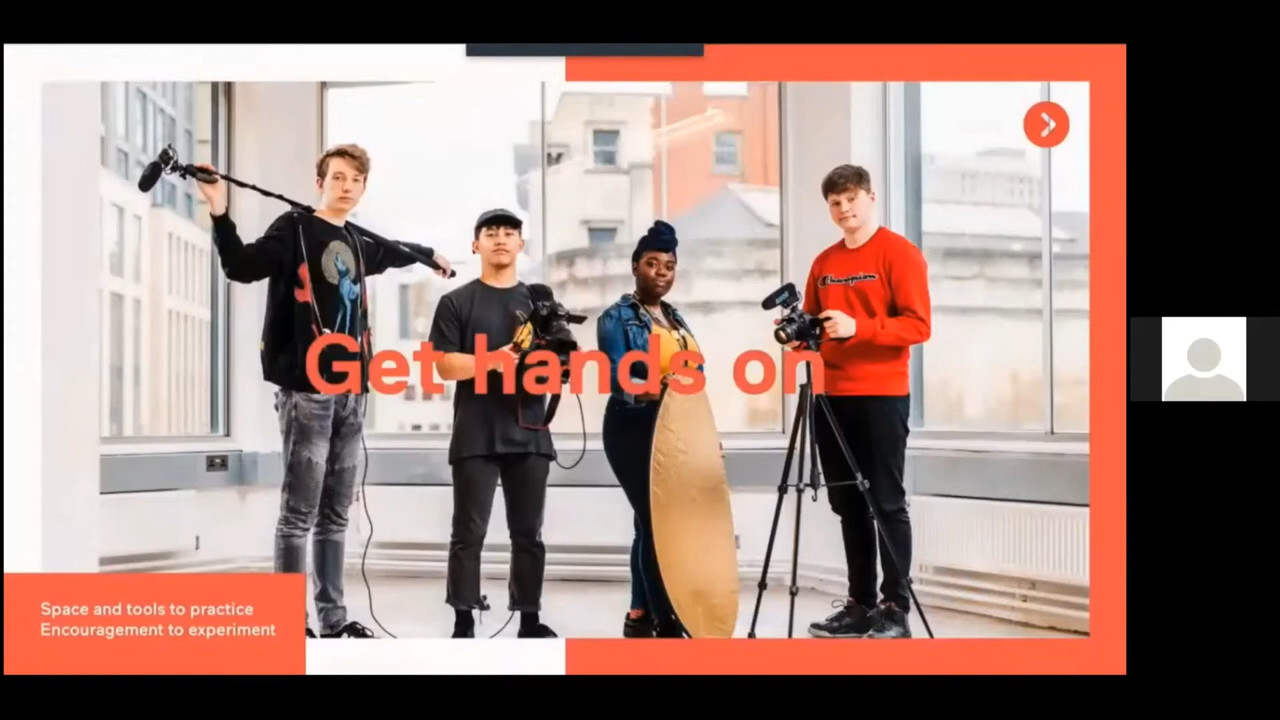 Champion
Get hands on
Space and tools to practice
Encouragement to experiment